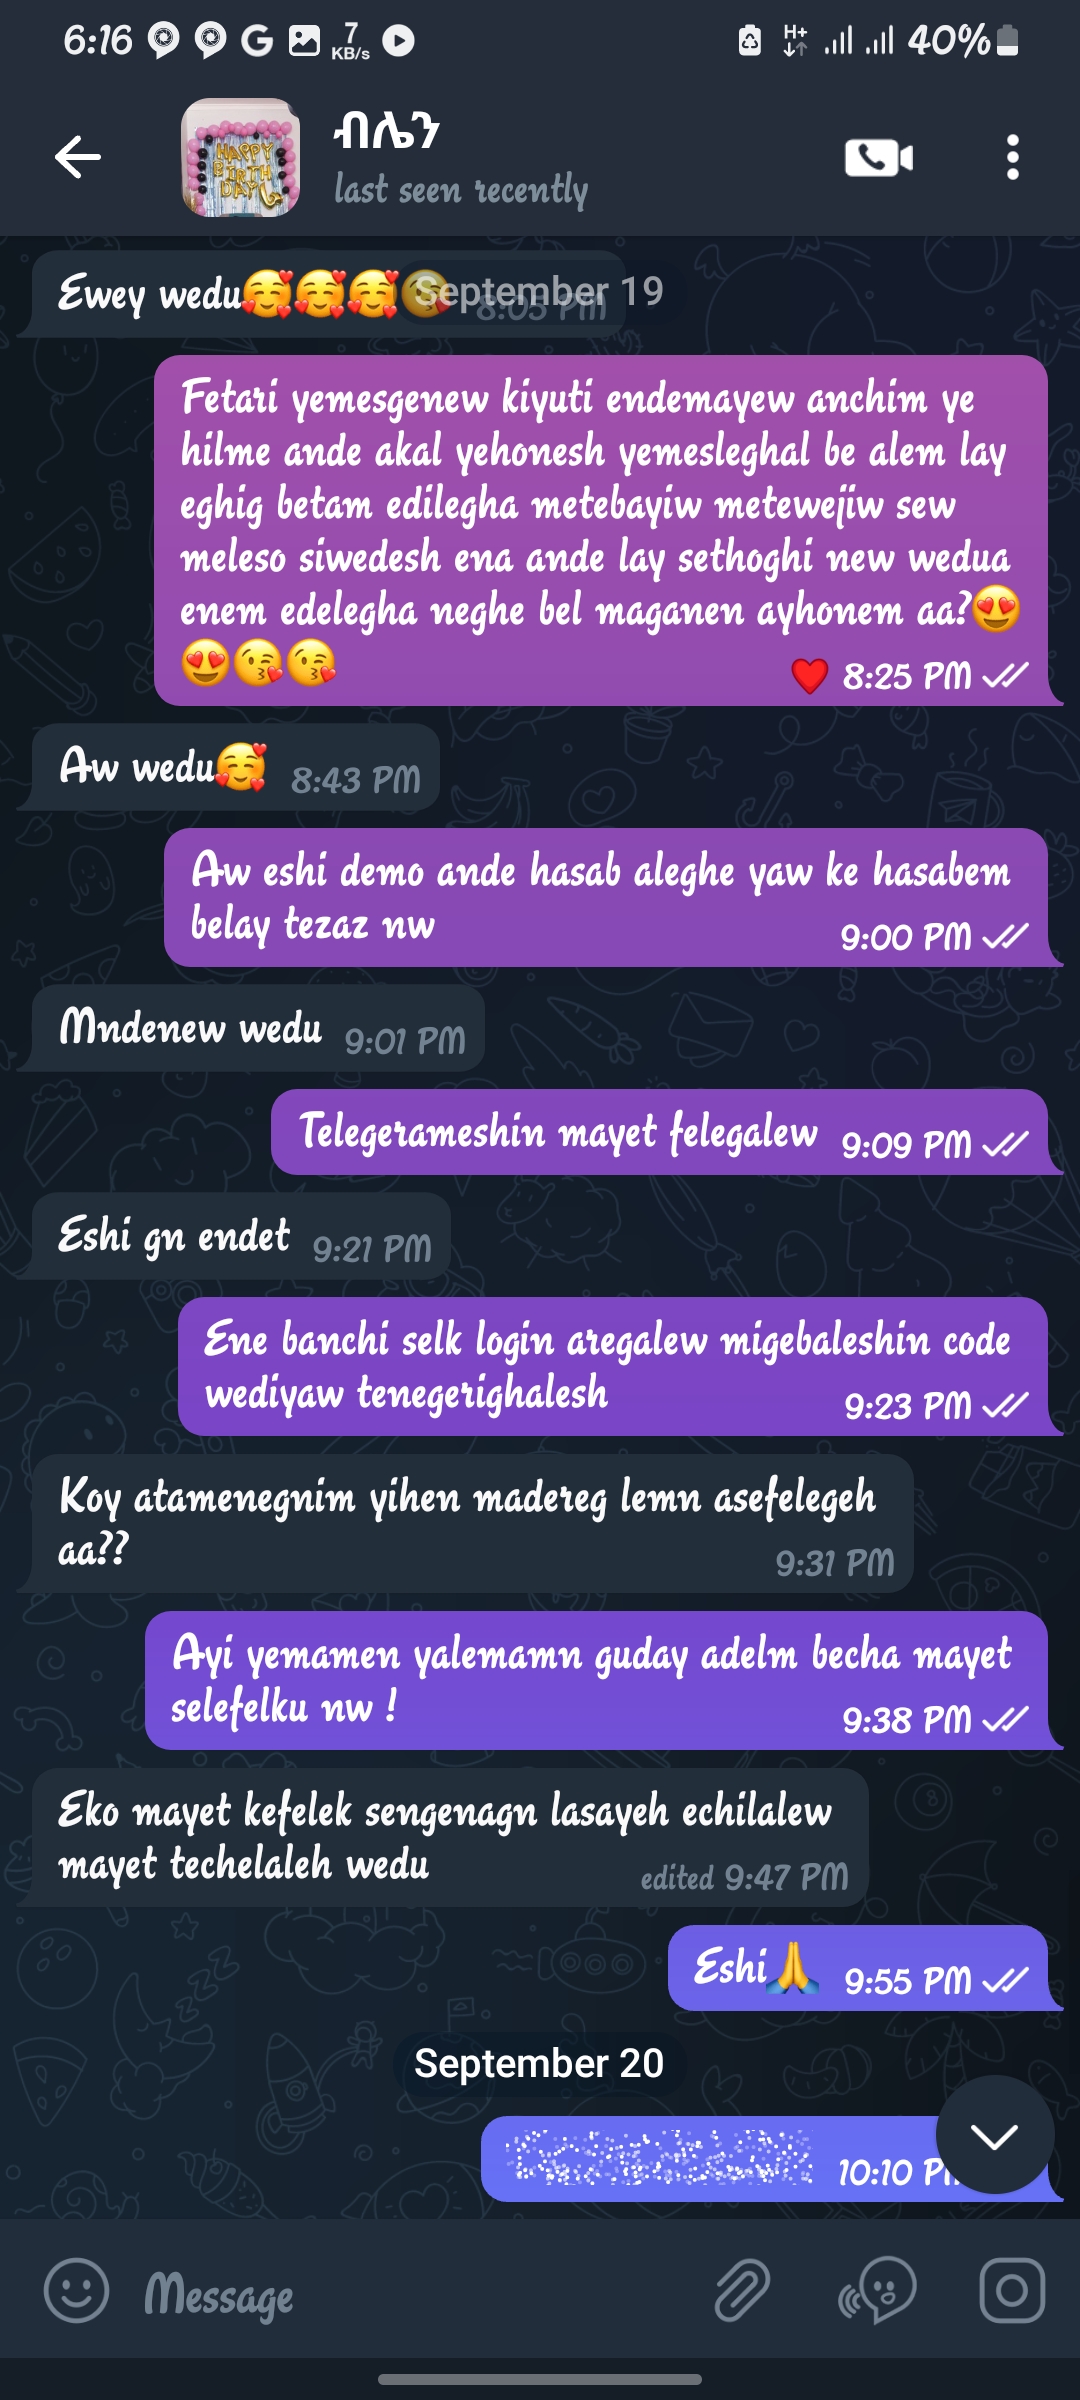 6:16
7
KB/s
H+
40%
HAPPY
BIRTH
DAY
ብሌን
last seen recently
Ewey wedu🥰🥰🥰😘
8:05 PM
September 19
Fetari yemesgenew kiyuti endemayew anchim ye
hilme ande akal yehonesh yemesleghal be alem lay
eghig betam edilegha metebayiw metewejiw sew
meleso siwedesh ena ande lay sethoghi new wedua
enem edelegha neghe bel maganen ayhonem aa?😍
😍😘😘
❤ 8:25 PM
Aw wedu🥰 8:43 PM
Aw eshi demo ande hasab aleghe yaw ke hasabem
belay tezaz nw
9:00 PM
Mndenew wedu 9:01 PM
Telegerameshin mayet felegalew 9:09 PM
Eshi gn endet 9:21 PM
Ene banchi selk login aregalew migebaleshin code
wediyaw tenegerighalesh
9:23 PM
Koy atamenegnim yihen madereg lemn asefelegeh
aa??
9:31 PM
Ayi yemamen yalemamn guday adelm becha mayet
selefelku nw !
9:38 PM
Eko mayet kefelek sengenagn lasayeh echilalew
mayet techelaleh wedu
edited 9:47 PM
Eshi🙏 9:55 PM
September 20
10:10
Message